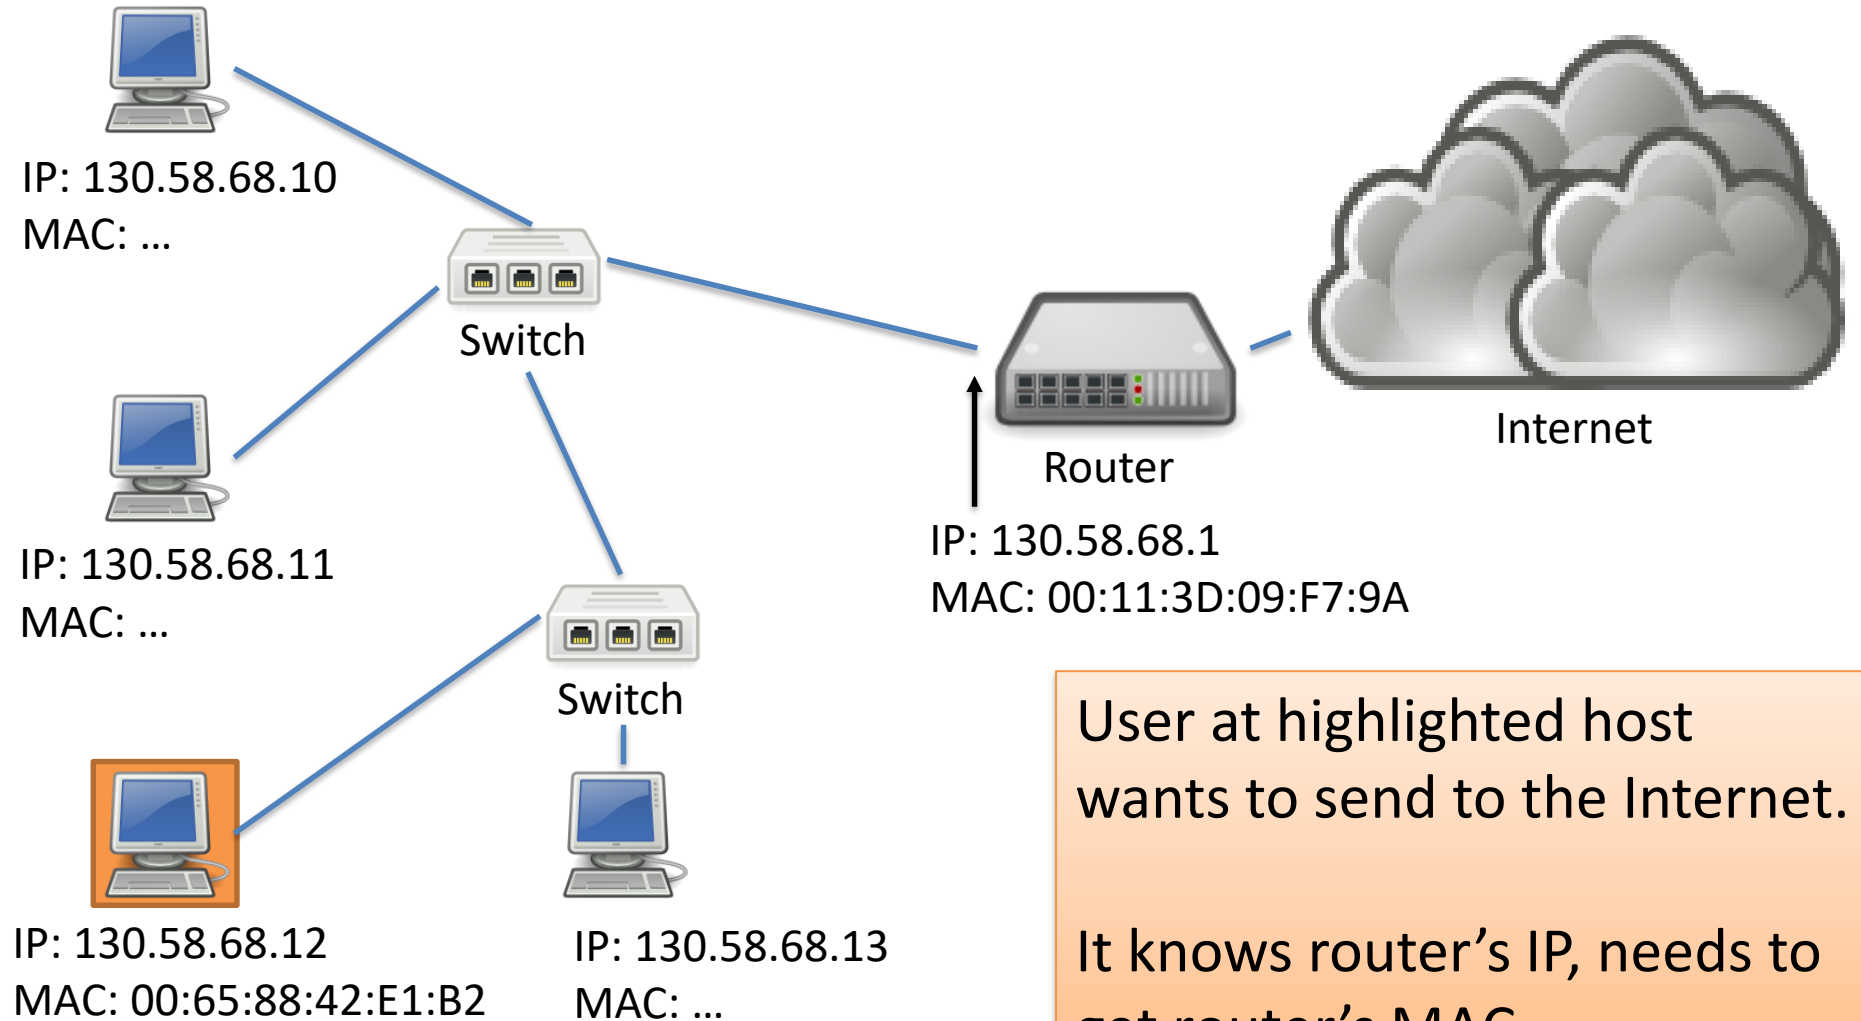 IP: 130.58.68.10
MAC: ...
Switch
Internet
Router
IP: 130.58.68.1
MAC: 00:11:3D:09:F7:9A
IP: 130.58.68.11
MAC: ...
Switch
User at highlighted host
wants to send to the Internet.
It knows router’s IP, needs to
get router’s MAC
IP: 130.58.68.12
MAC: 00:65:88:42:E1:B2
IP: 130.58.68.13
MAC: ...